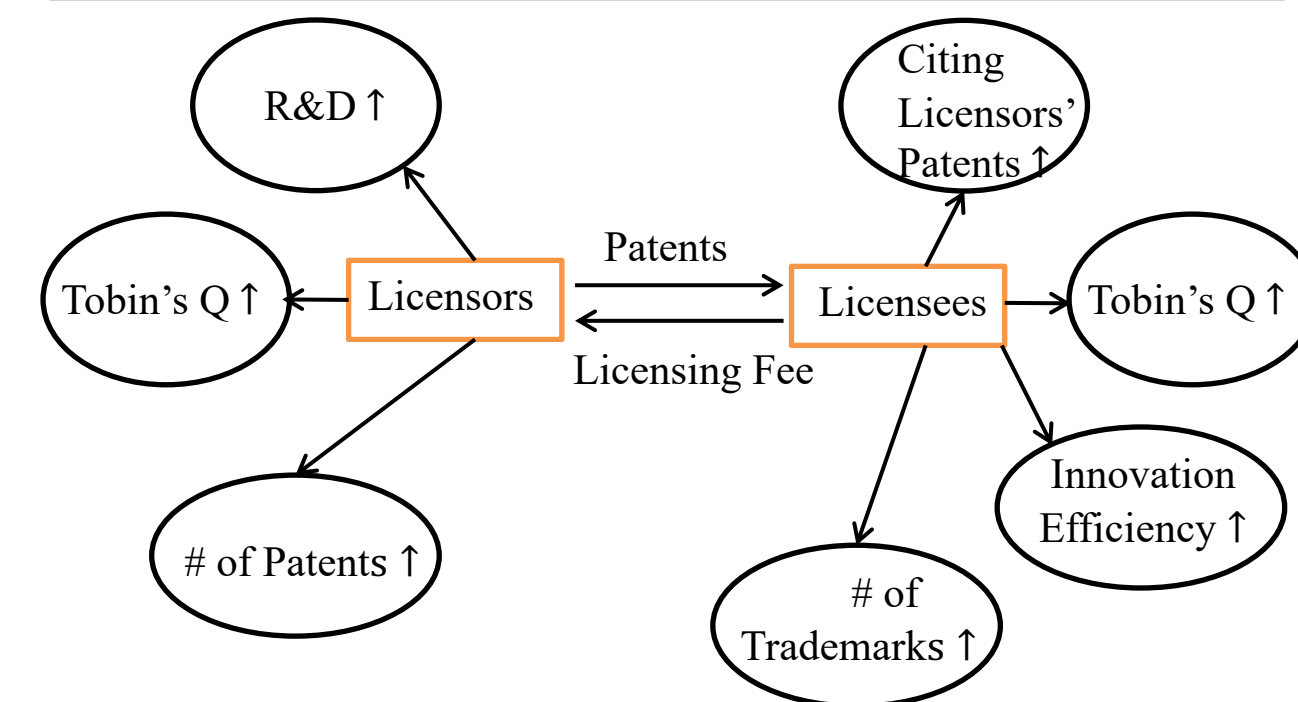 R&D ↑
Citing
Licensors’
Patents ↑
Tobin’s Q ↑
Licensors
Patents
Licensing Fee
Licensees
Tobin’s Q ↑
# of Patents ↑
Innovation
Efficiency ↑
# of
Trademarks ↑